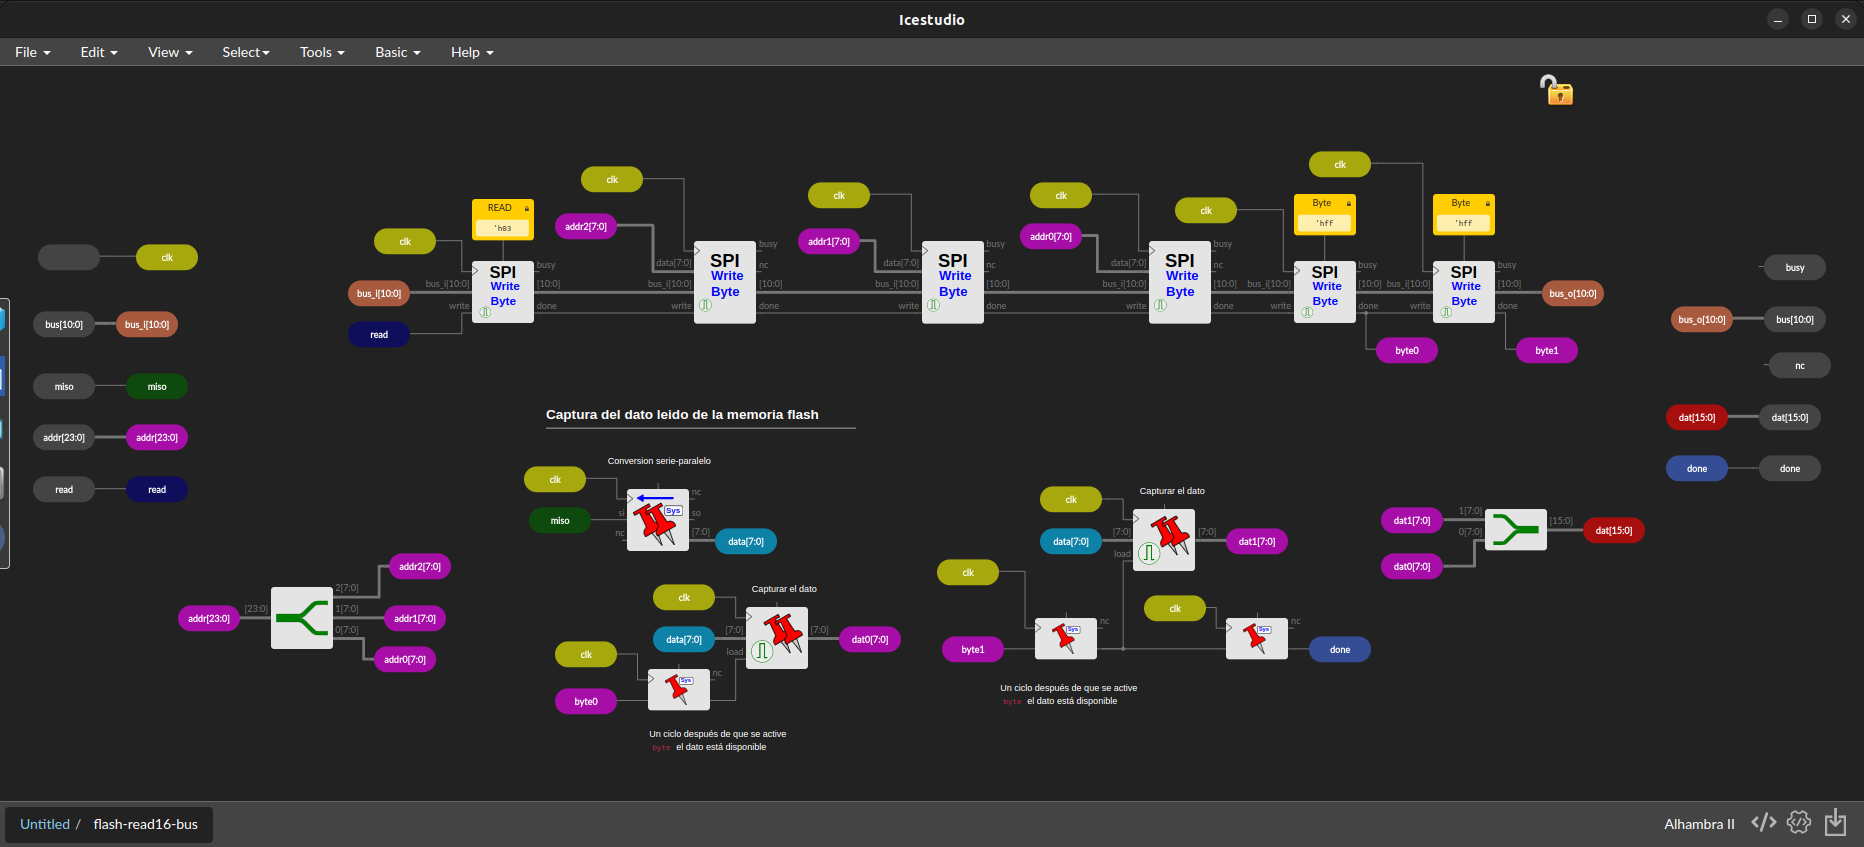 Icestudio
File Edit View Select Tools Basic Help
clk
clk
addr2[7:0]
clk
addr1[7:0]
clk
addr0[7:0]
clk
clk
READ
'h03
Byte
'hff
Byte
'hff
clk
bus_i[10:0]
read
bus_i[10:0]
write
SPI
Write
Byte
busy
[10:0]
done
data[7:0]
bus_i[10:0]
write
SPI
Write
Byte
busy
nc
[10:0]
done
data[7:0]
bus_i[10:0]
write
SPI
Write
Byte
busy
nc
[10:0]
done
data[7:0]
bus_i[10:0]
write
SPI
Write
Byte
busy
nc
[10:0]
done
bus_i[10:0]
SPI
Write
Byte
busy
[10:0]
done
bus_i[10:0]
SPI
Write
Byte
busy
[10:0]
done
bus_o[10:0]
byte0
byte1
bus[10:0] bus_i[10:0]
miso miso
addr[23:0] addr[23:0]
read read
busy
bus_o[10:0] bus[10:0]
nc
dat[15:0] dat[15:0]
done done
Captura del dato leido de la memoria flash
Conversion serie-paralelo
clk
miso
si
nc
Sys
nc
so
[7:0]
data[7:0]
Capturar el dato
clk
data[7:0]
[7:0]
load
[7:0]
dat0[7:0]
clk
byte0
Sys
nc
Un ciclo después de que se active
byte el dato está disponible
Capturar el dato
clk
data[7:0]
[7:0]
load
[7:0]
dat1[7:0]
clk
byte1
Sys
nc
clk
Sys
nc
done
Un ciclo después de que se active
byte el dato está disponible
dat1[7:0]
dat0[7:0]
1[7:0]
0[7:0]
[15:0]
dat[15:0]
addr[23:0]
[23:0]
2[7:0]
1[7:0]
0[7:0]
addr2[7:0]
addr1[7:0]
addr0[7:0]
Untitled / flash-read16-bus
Alhambra II